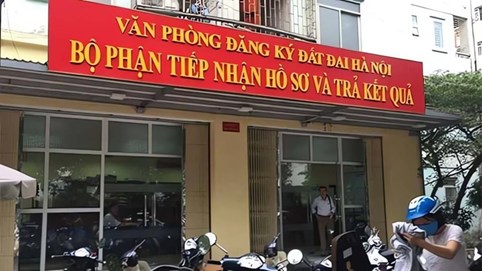 VĂN PHÒNG ĐĂNG KÝ ĐẤT ĐAI HÀ NỘI
BỘ PHẬN TIẾP NHẬN HỒ SƠ VÀ TRẢ KẾT QUẢ